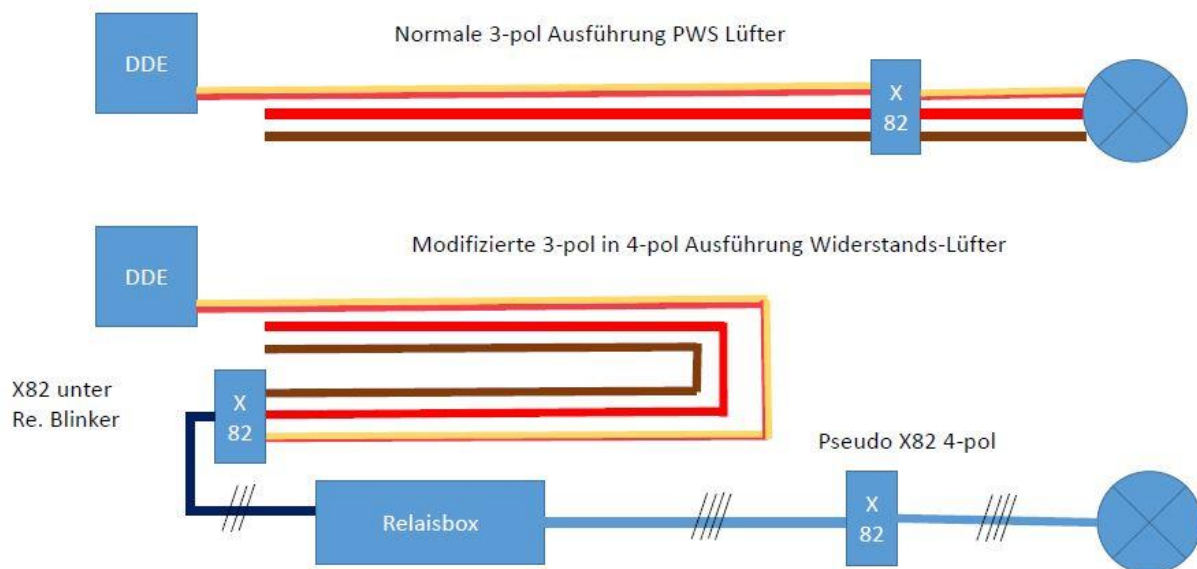 Normale 3-pol Ausführung PWS Lüfter
DDE
X
82
Modifizierte 3-pol in 4-pol Ausführung Widerstands-Lüfter
DDE
X82 unter
Re. Blinker
X
82
Pseudo X82 4-pol
Relaisbox
X
82